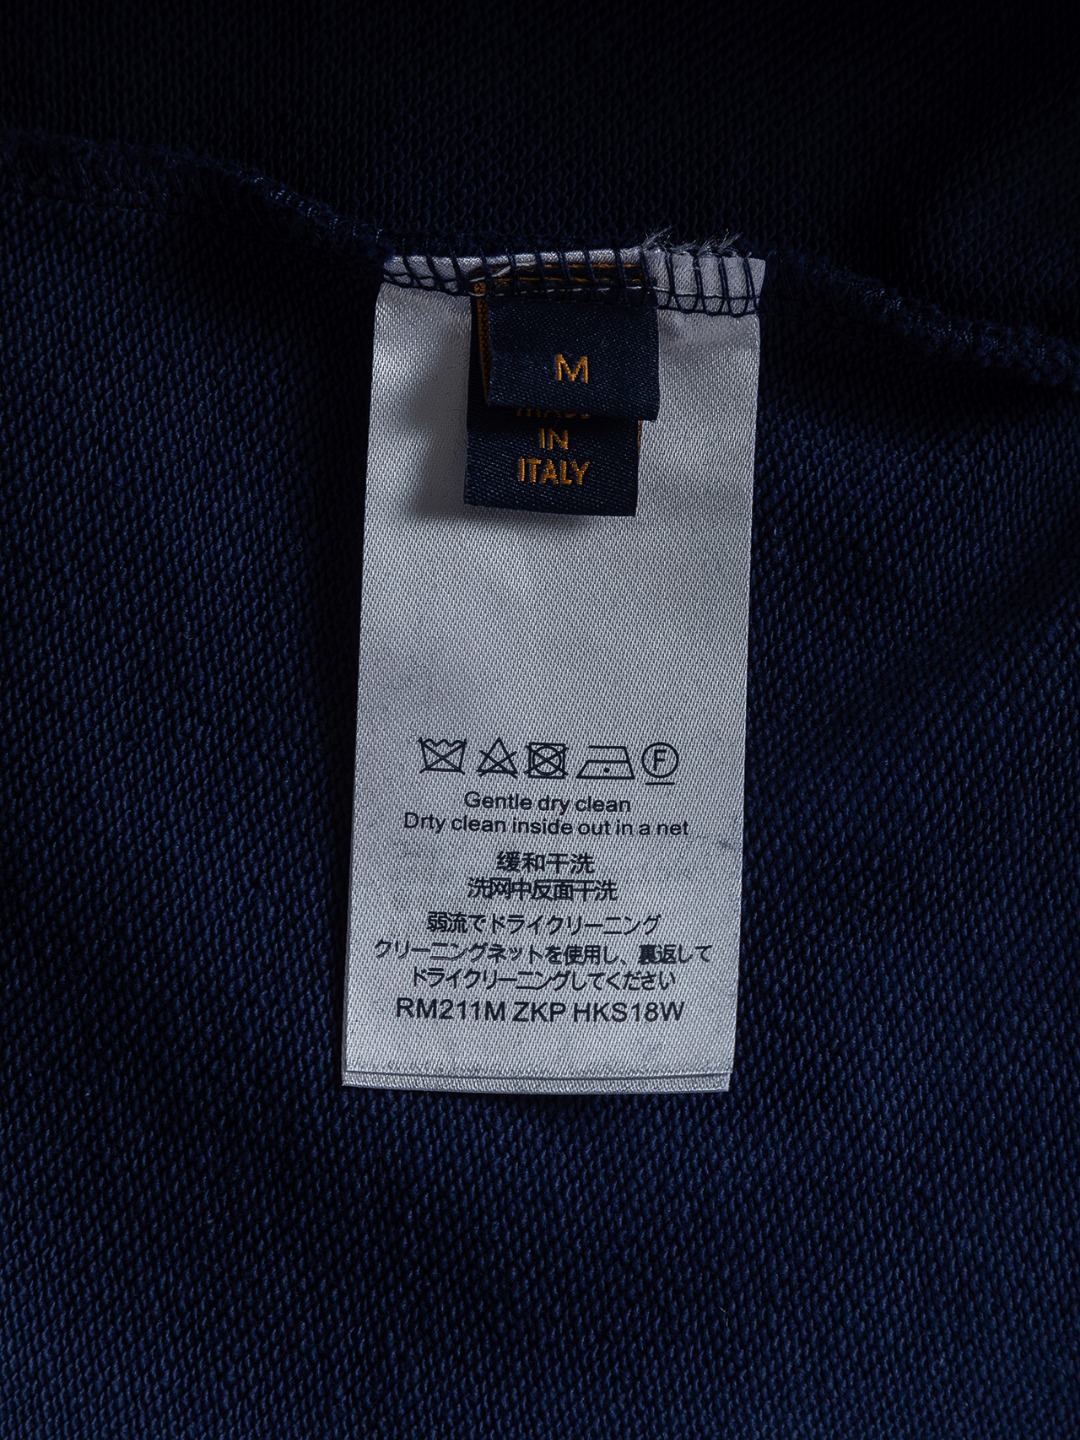 M
IN
ITALY
F
Gentle dry clean
Drty clean inside out in a net
缓和干洗
洗网中反面干洗
弱流でドライクリーニング
クリーニングネットを使用し、裏返して
ドライクリーニングしてください
RM211M ZKP HKS18W